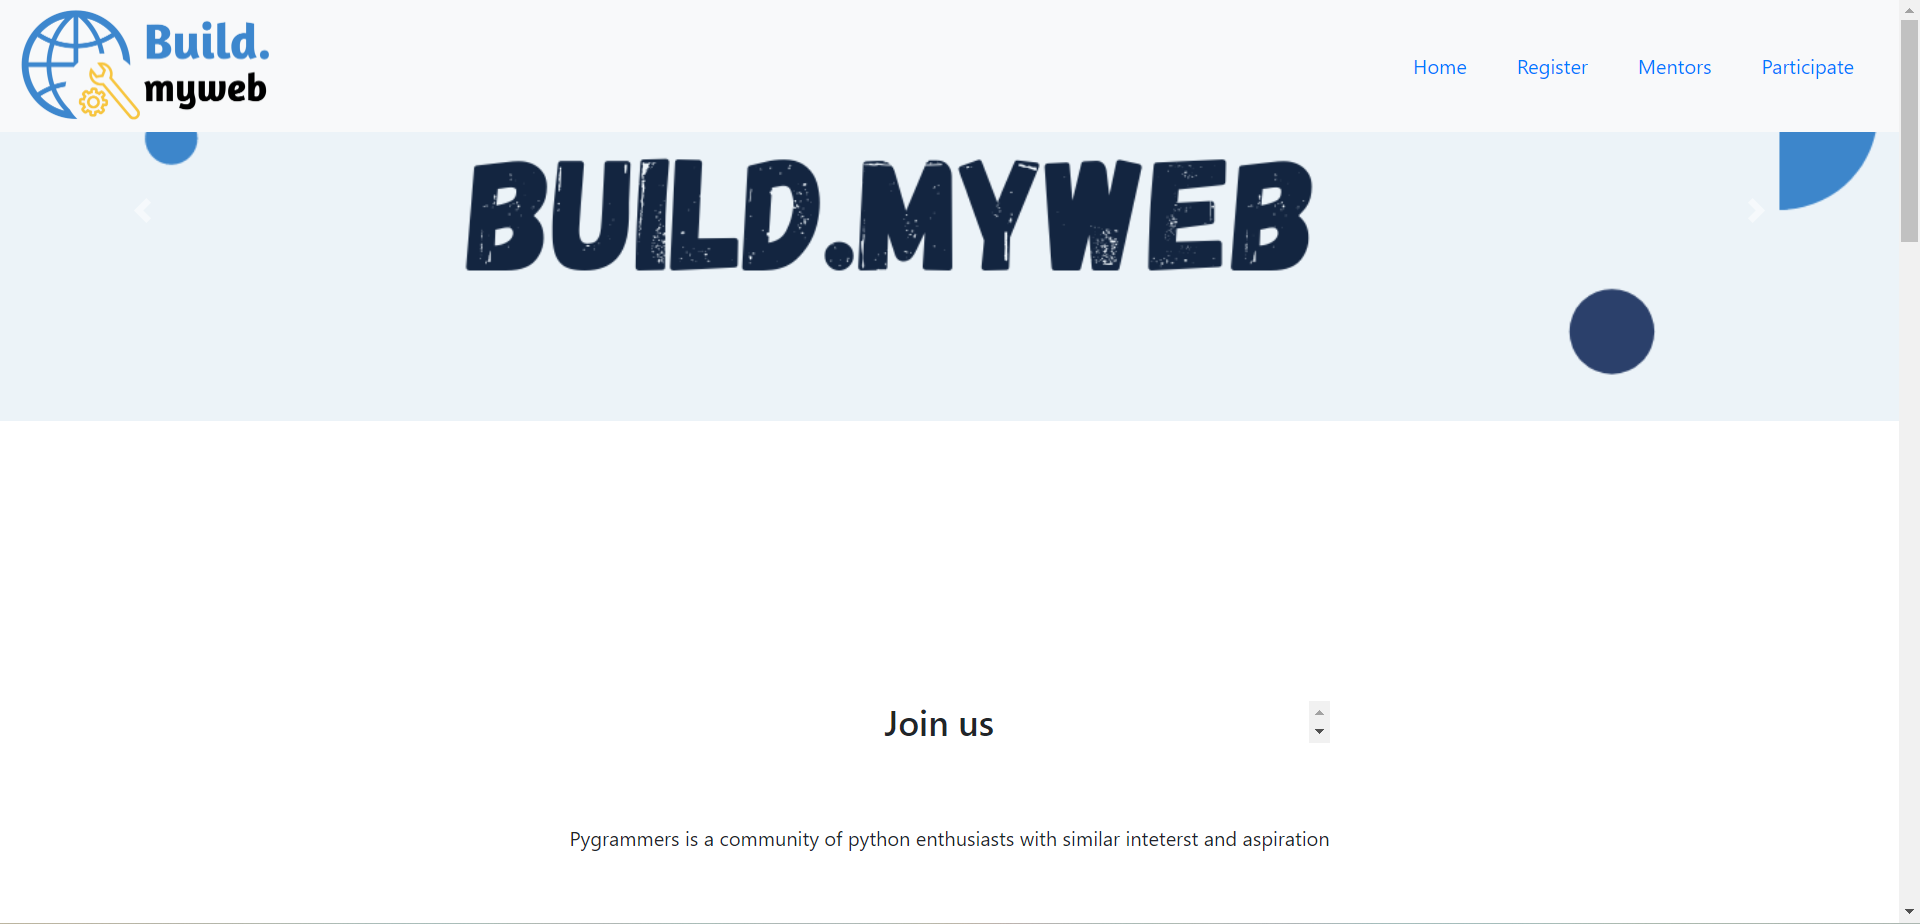 Build.
myweb
Home Register Mentors Participate
BUILD.MYWEB
Join us
Pygrammers is a community of python enthusiasts with similar inteterst and aspiration